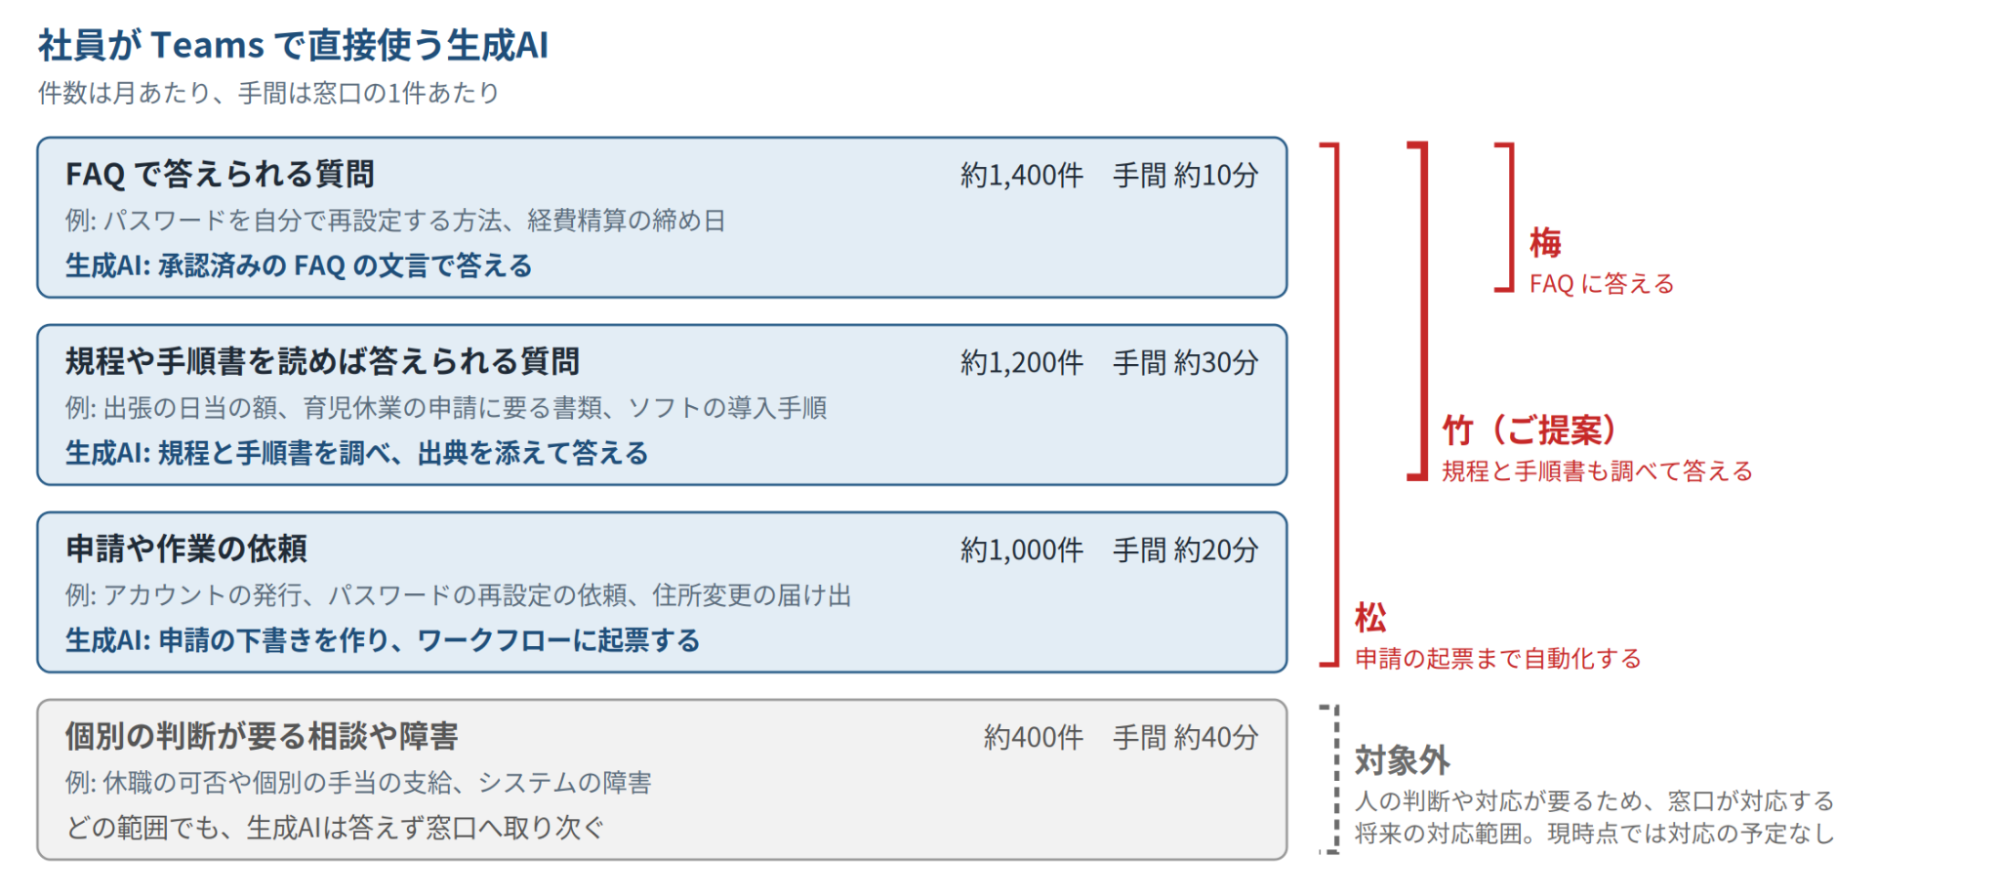 社員が Teams で直接使う生成AI
件数は月あたり、手間は窓口の1件あたり
FAQ で答えられる質問
約1,400件 手間 約10分
例: パスワードを自分で再設定する方法、経費精算の締め日
生成AI: 承認済みの FAQ の文言で答える
梅
FAQ に答える
規程や手順書を読めば答えられる質問
約1,200件 手間 約30分
例: 出張の日当の額、育児休業の申請に要る書類、ソフトの導入手順
生成AI: 規程と手順書を調べ、出典を添えて答える
竹（ご提案）
規程と手順書も調べて答える
申請や作業の依頼
約1,000件 手間 約20分
例: アカウントの発行、パスワードの再設定の依頼、住所変更の届け出
生成AI: 申請の下書きを作り、ワークフローに起票する
松
申請の起票まで自動化する
個別の判断が要る相談や障害
約400件 手間 約40分
例: 休職の可否や個別の手当の支給、システムの障害
どの範囲でも、生成AIは答えず窓口へ取り次ぐ
対象外
人の判断や対応が要るため、窓口が対応する
将来の対応範囲。現時点では対応の予定なし